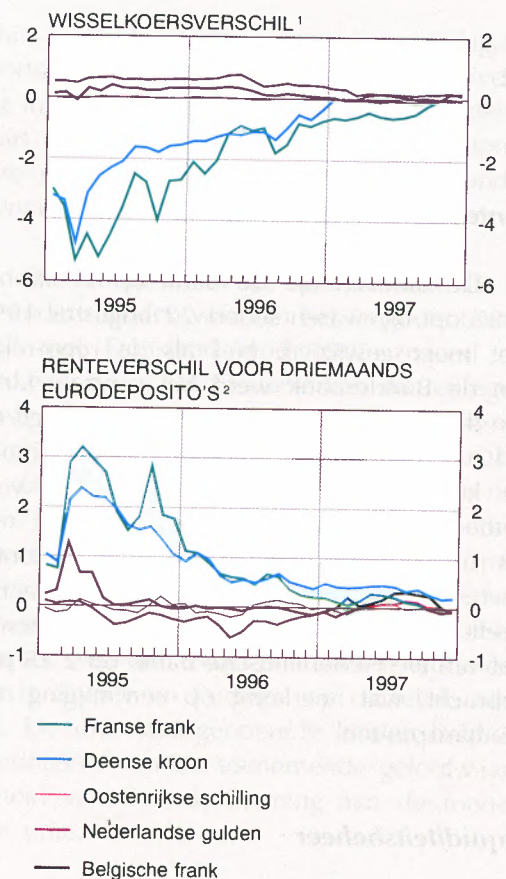 WISSELKOERSVERSCHIL¹
2 2
0 0
-2 -2
-4 -4
-6 -6
1995 1996 1997
RENTEVERSCHIL VOOR DRIEMAANDS
EURODEPOSITO'S²
4 4
3 3
2 2
1 1
0 0
-1 -1
1995 1996 1997
Franse frank
Deense kroon
Oostenrijkse schilling
Nederlandse gulden
Belgische frank